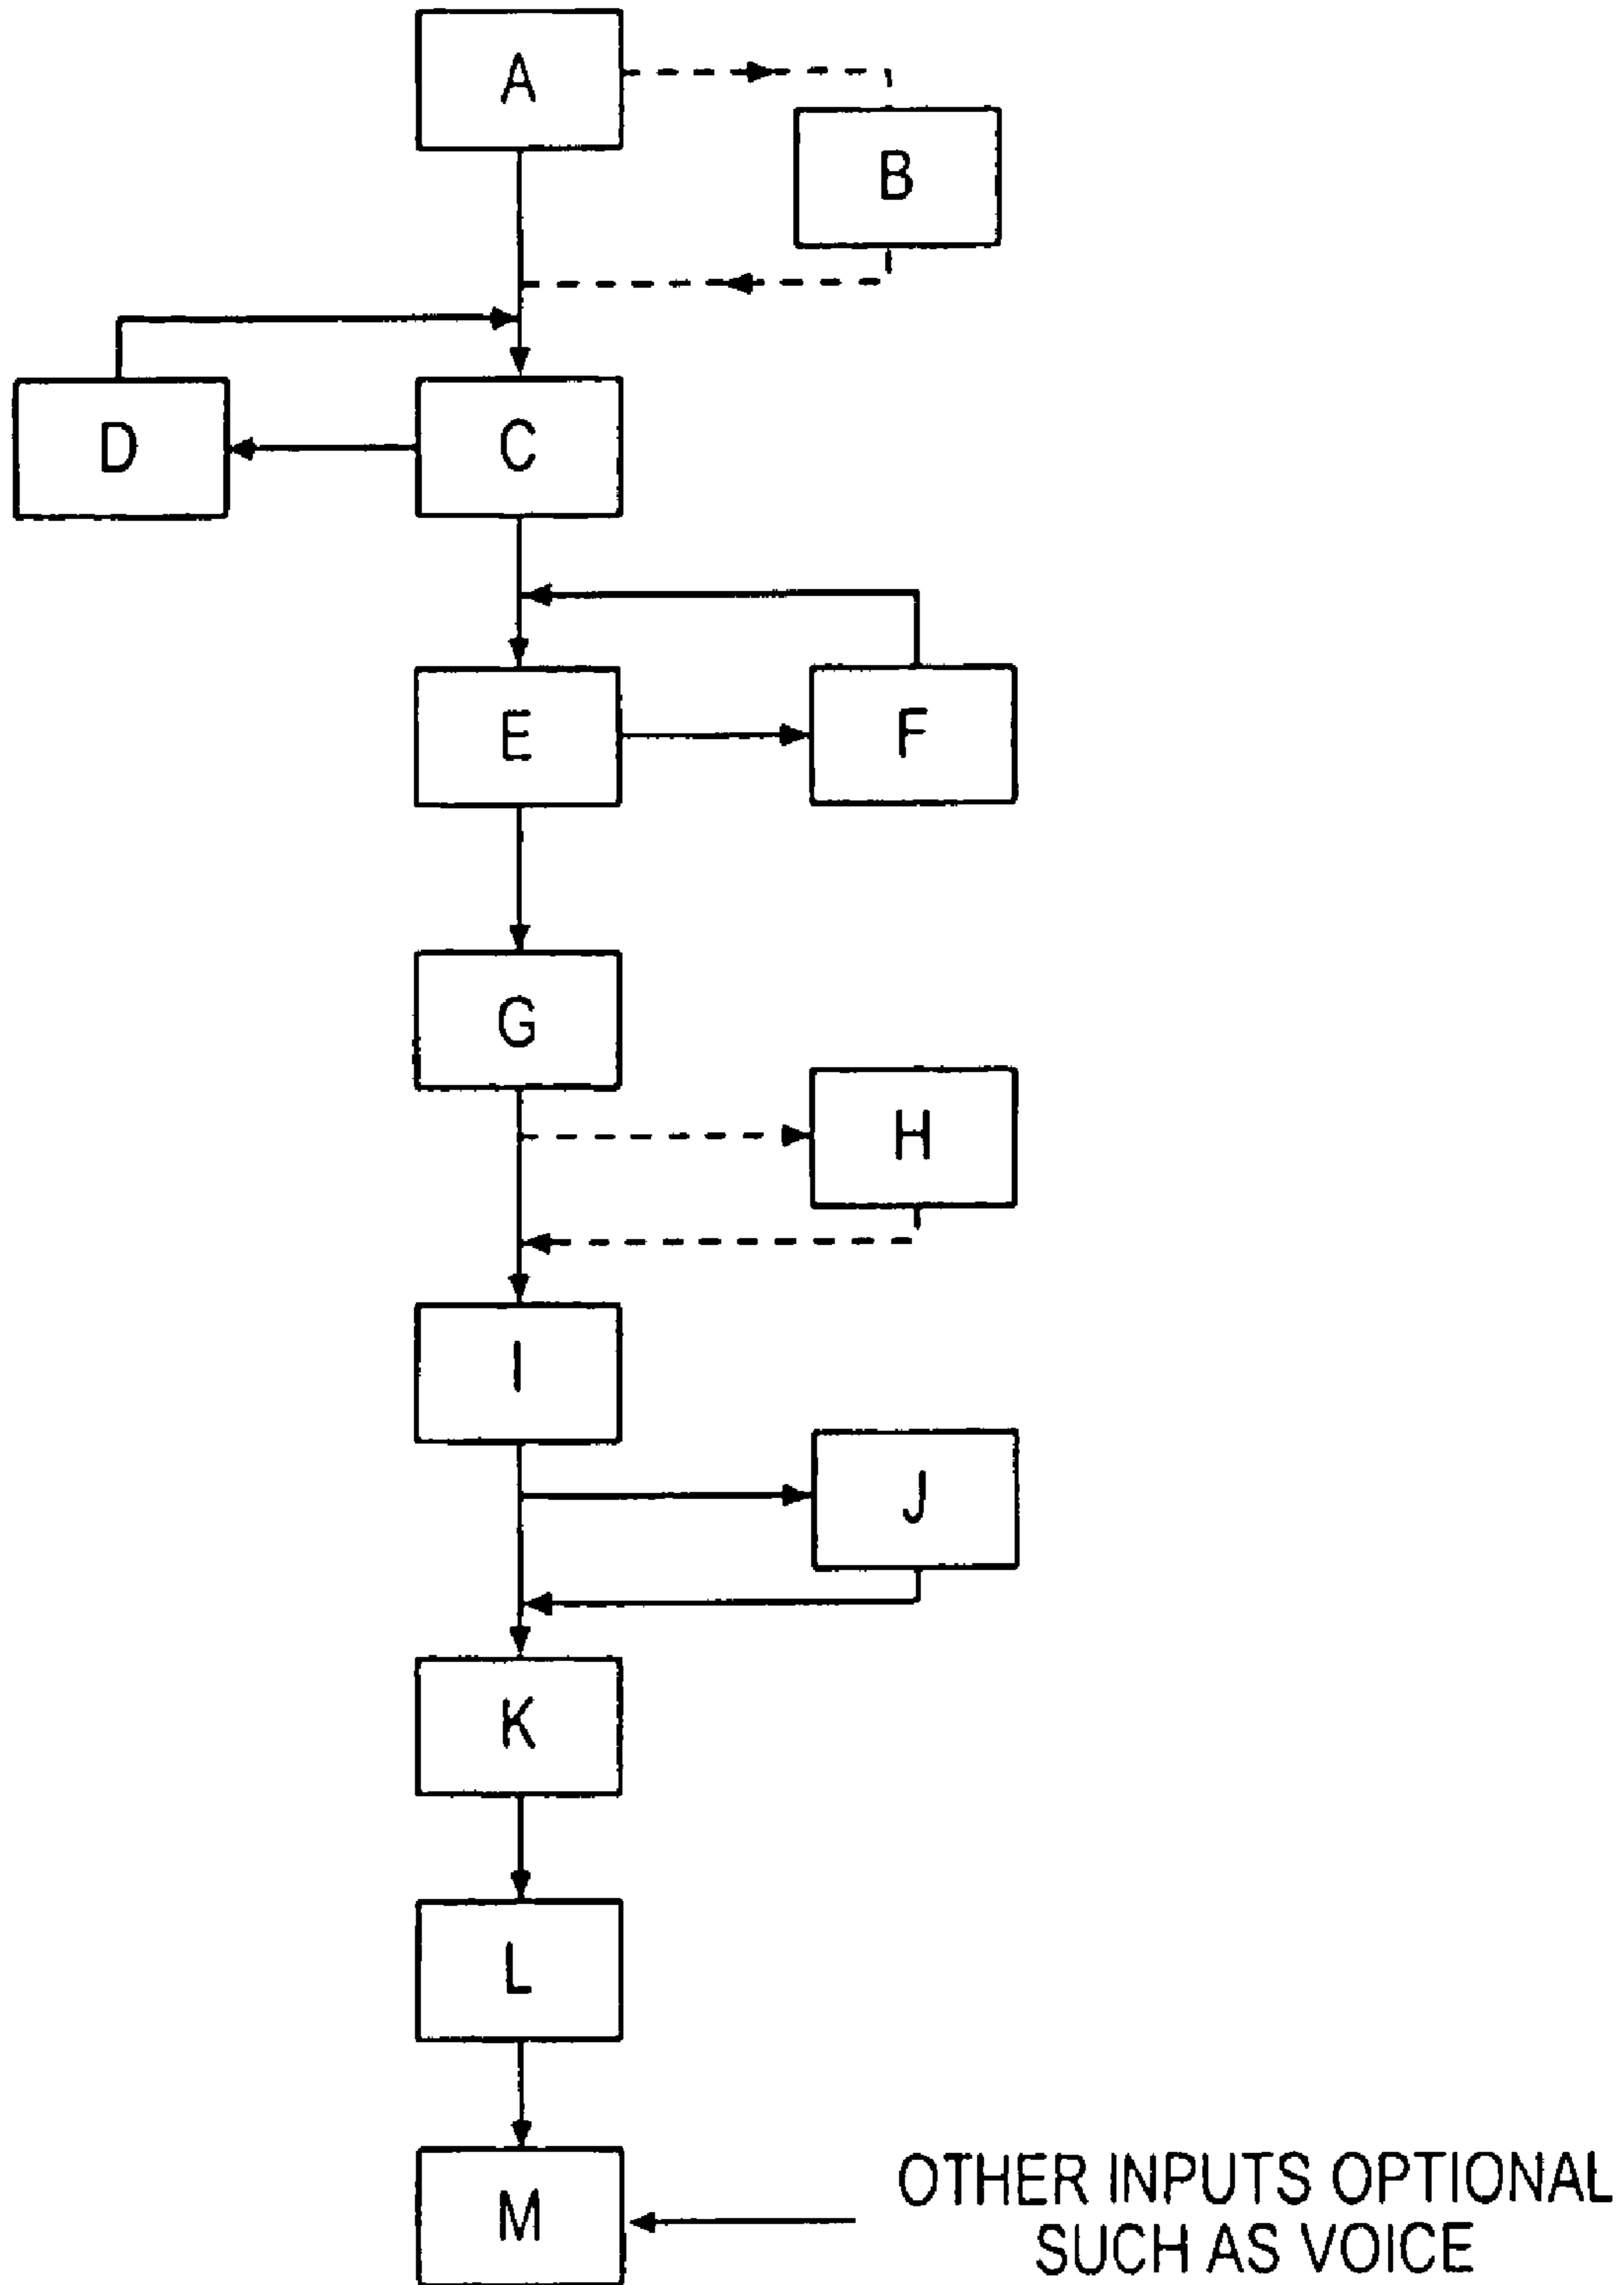 A
B
D
C
E
F
G
H
I
J
K
L
M
OTHER INPUTS OPTIONAL
SUCH AS VOICE